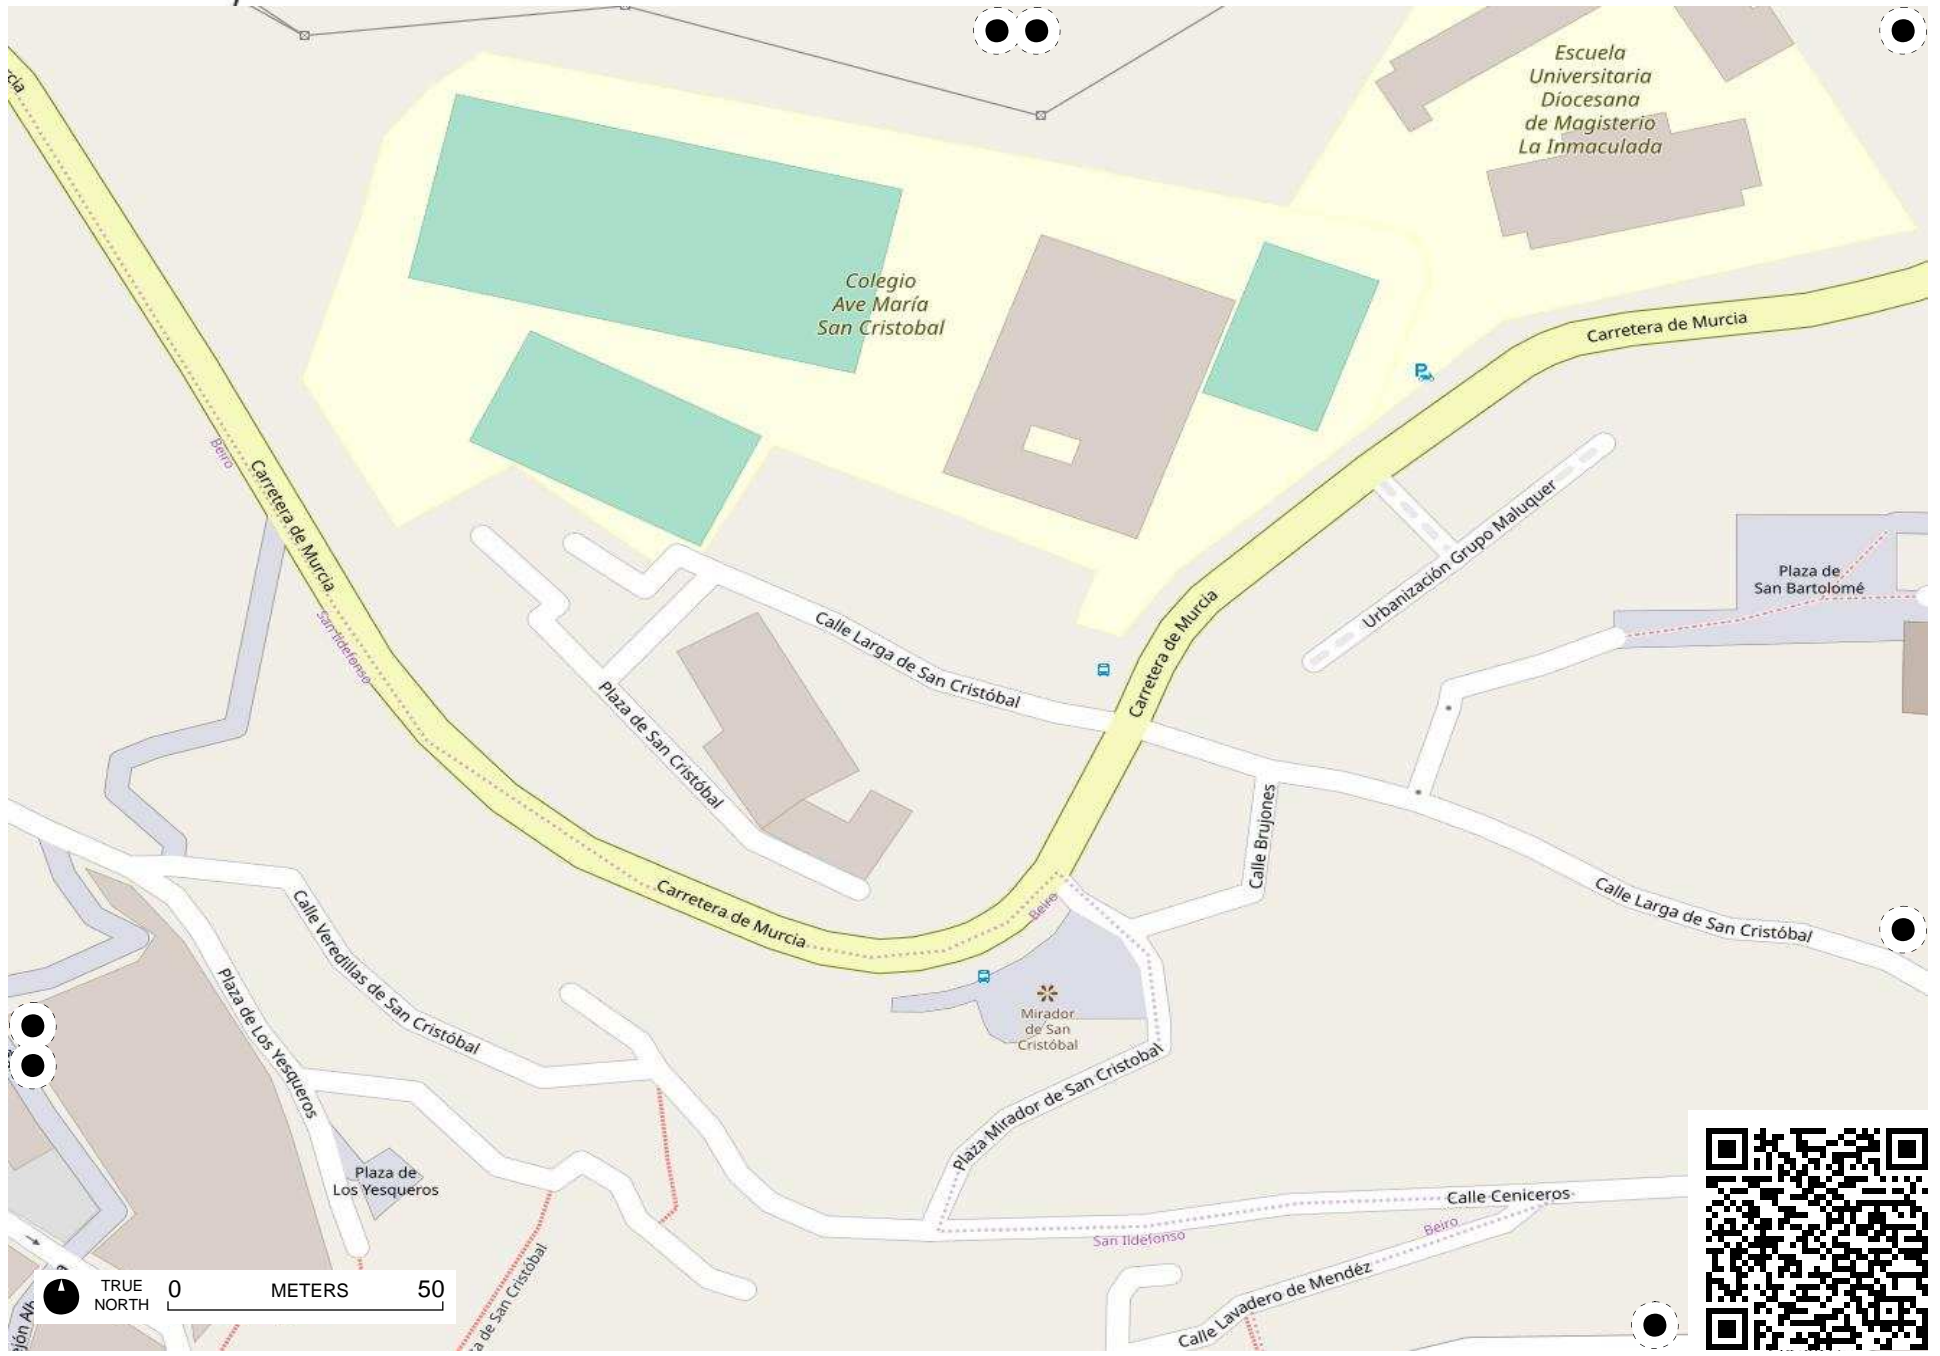 Escuela
Universitaria
Diocesana
de Magisterio
La Inmaculada
rcia
Colegio
Ave María
San Cristobal
Carretera de Murcia
P
Beiro
Carretera de Murcia
Urbanización Grupo Maluquer
Plaza de
San Bartolomé
San Ildefonso
Calle Larga de San Cristóbal
Carretera de Murcia
Plaza de San Cristóbal
Calle Brujones
Calle Larga de San Cristóbal
Carretera de Murcia
Beiro
Calle Veredillas de San Cristóbal
Plaza de Los Yesqueros
Mirador
de San
Cristóbal
Plaza Mirador de San Cristobal
Plaza de
Los Yesqueros
Calle Ceniceros
San Ildefonso
Beiro
Calle Lavadero de Mendéz
a de San Cristóbal
TRUE
NORTH
0 METERS 50